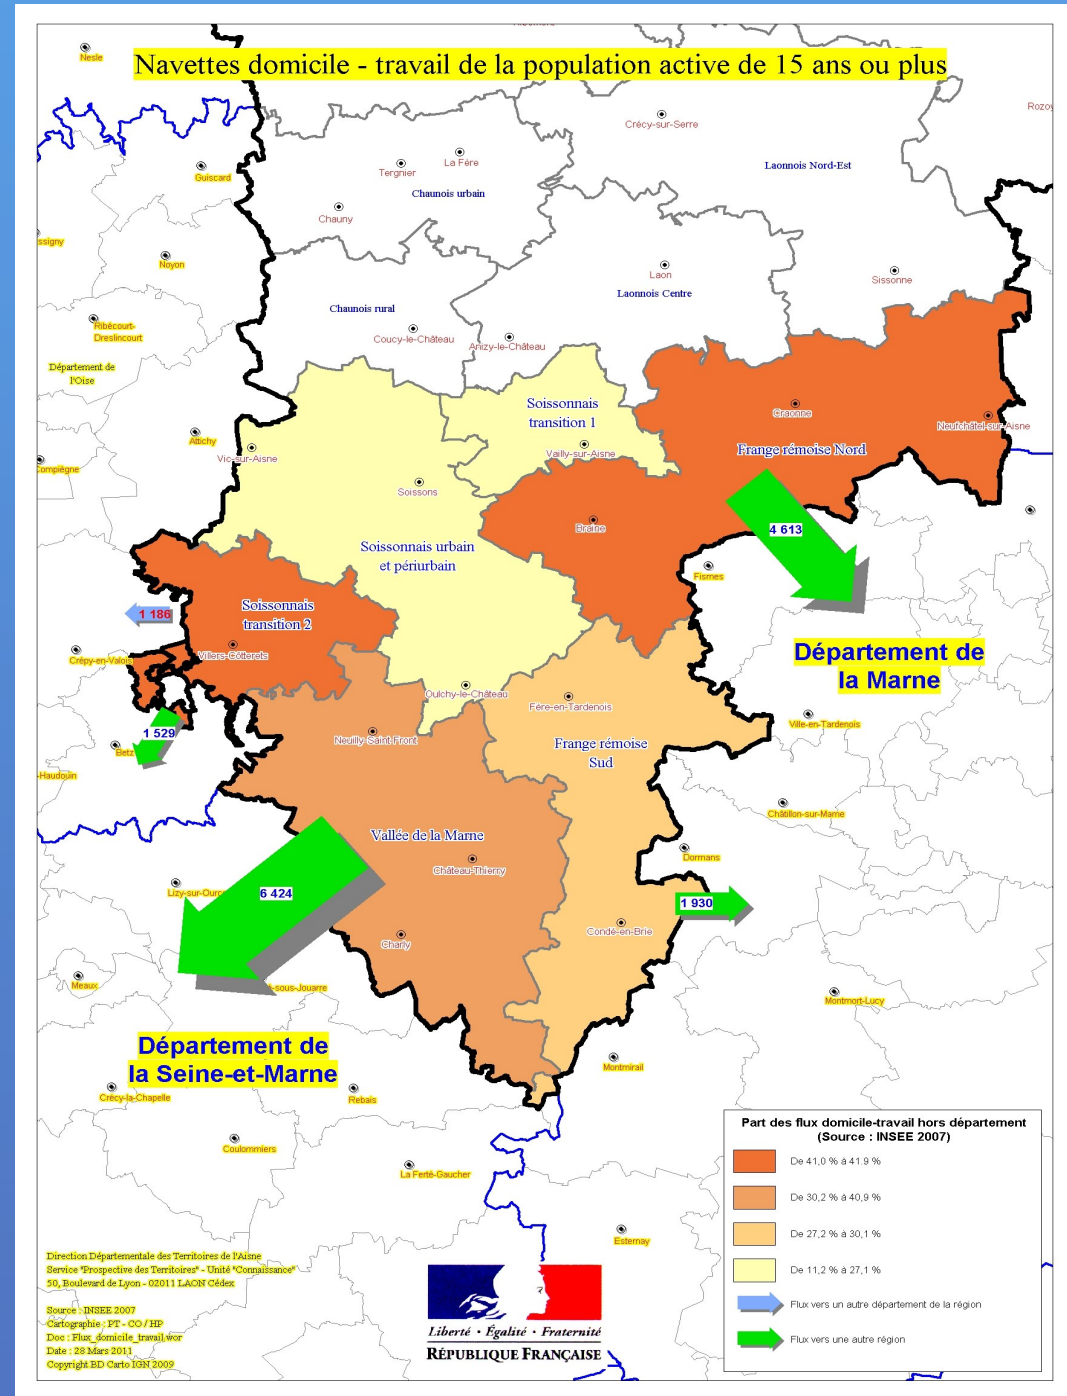 Nesle
Navettes domicile - travail de la population active de 15 ans ou plus
Rozoy
Crécy-sur-Serre
La Fère
Tergnier
Laonnois Nord-Est
Guiscard
Chaunois urbain
Chauny
ssigny
Noyon
Laon
Sissonne
Laonnois Centre
Chaunois rural
Ribécourt-
Dreslincourt
Coucy-le-Château
Anizy-le-Château
Département de
l'Oise
Soissonnais
transition 1
Craonne
Neufchâtel-sur-Aisne
Attichy
Vic-sur-Aisne
Vailly-sur-Aisne
Frange rémoise Nord
Compiègne
Soissons
Braine
4 613
Soissonnais urbain
et périurbain
Fismes
Soissonnais
transition 2
1 186
Villers-Côtterets
Crépy-en-Valois
Département de
la Marne
Oulchy-le-Château
Fère-en-Tardenois
Ville-en-Tardenois
1 529
Neuilly-Saint Front
Frange rémoise
Sud
Betz
-Haudouin
Châtillon-sur-Marne
Vallée de la Marne
Dormans
Château-Thierry
Lizy-sur-Ourc
6 424
1 930
Condé-en-Brie
Charly
Meaux
t-sous-Jouarre
Montmort-Lucy
Département de
la Seine-et-Marne
Montmirail
Crécy-la-Chapelle
Rebais
Coulommiers
La Ferté-Gaucher
Esternay
Part des flux domicile-travail hors département
(Source : INSEE 2007)
De 41,0 % à 41.9 %
De 30,2 % à 40,9 %
De 27,2 % à 30,1 %
De 11,2 % à 27,1 %
Flux vers un autre département de la région
Flux vers une autre région
Direction Départementale des Territoires de l'Aisne
Service "Prospective des Territoires" - Unité "Connaissance"
50, Boulevard de Lyon - 02011 LAON Cédex
Source : INSEE 2007
Cartographie : PT - CO / HP
Doc : Flux_domicile_travail.wor
Date : 28 Mars 2011
Copyright BD Carto IGN 2009
Liberté • Égalité • Fraternité
RÉPUBLIQUE FRANÇAISE